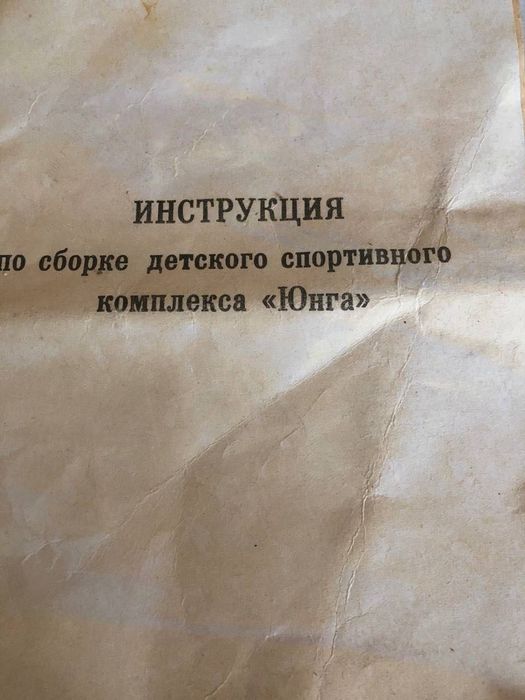 ИНСТРУКЦИЯ
по сборке детского спортивного
комплекса «Юнга»